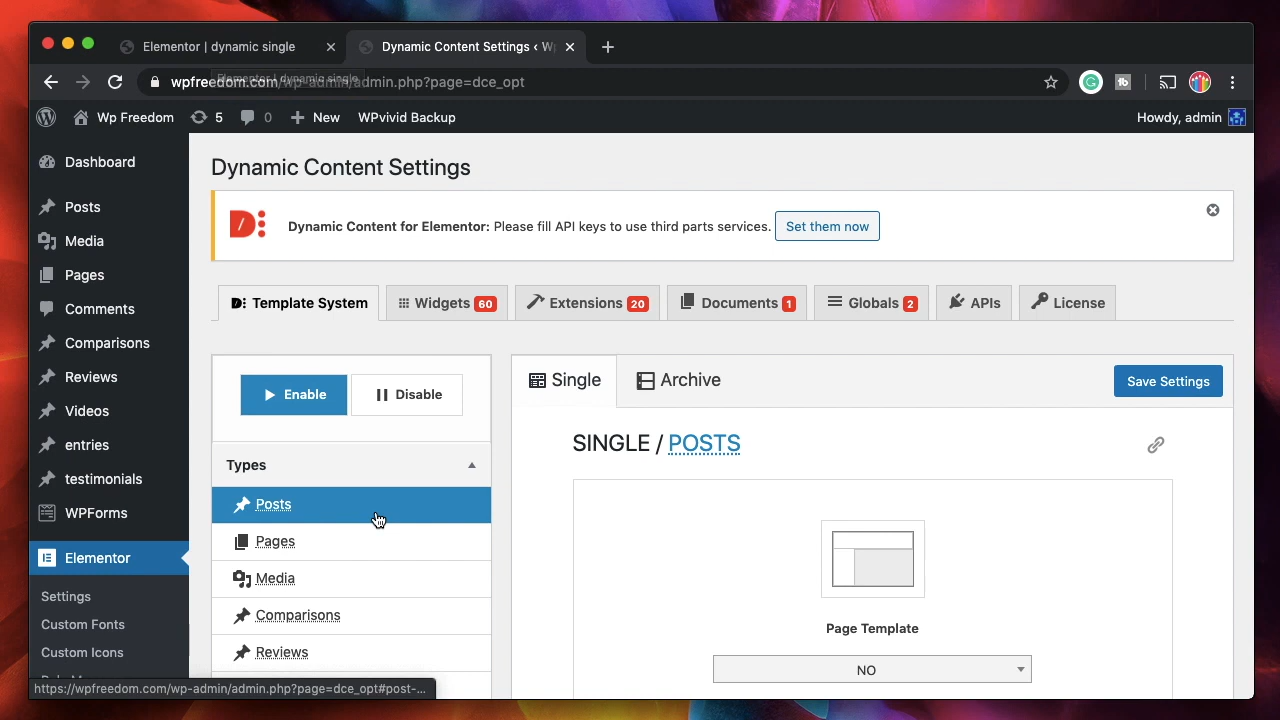 Elementor | dynamic single
Dynamic Content Settings ‹ W
wpfreedom.com/wp-admin/admin.php?page=dce_opt
Elementor | dynamic single
Wp Freedom
5
0
New
WPvivid Backup
Howdy, admin
Dashboard
Posts
Media
Pages
Comments
Comparisons
Reviews
Videos
entries
testimonials
WPForms
Elementor
Settings
Custom Fonts
Custom Icons
Dynamic Content Settings
Dynamic Content for Elementor: Please fill API keys to use third parts services.
Set them now
Template System
Widgets 60
Extensions 20
Documents 1
Globals 2
APIs
License
Enable
Disable
Types
Posts
Pages
Media
Comparisons
Reviews
Single
Archive
Save Settings
SINGLE / POSTS
Page Template
NO
https://wpfreedom.com/wp-admin/admin.php?page=dce_opt#post-...